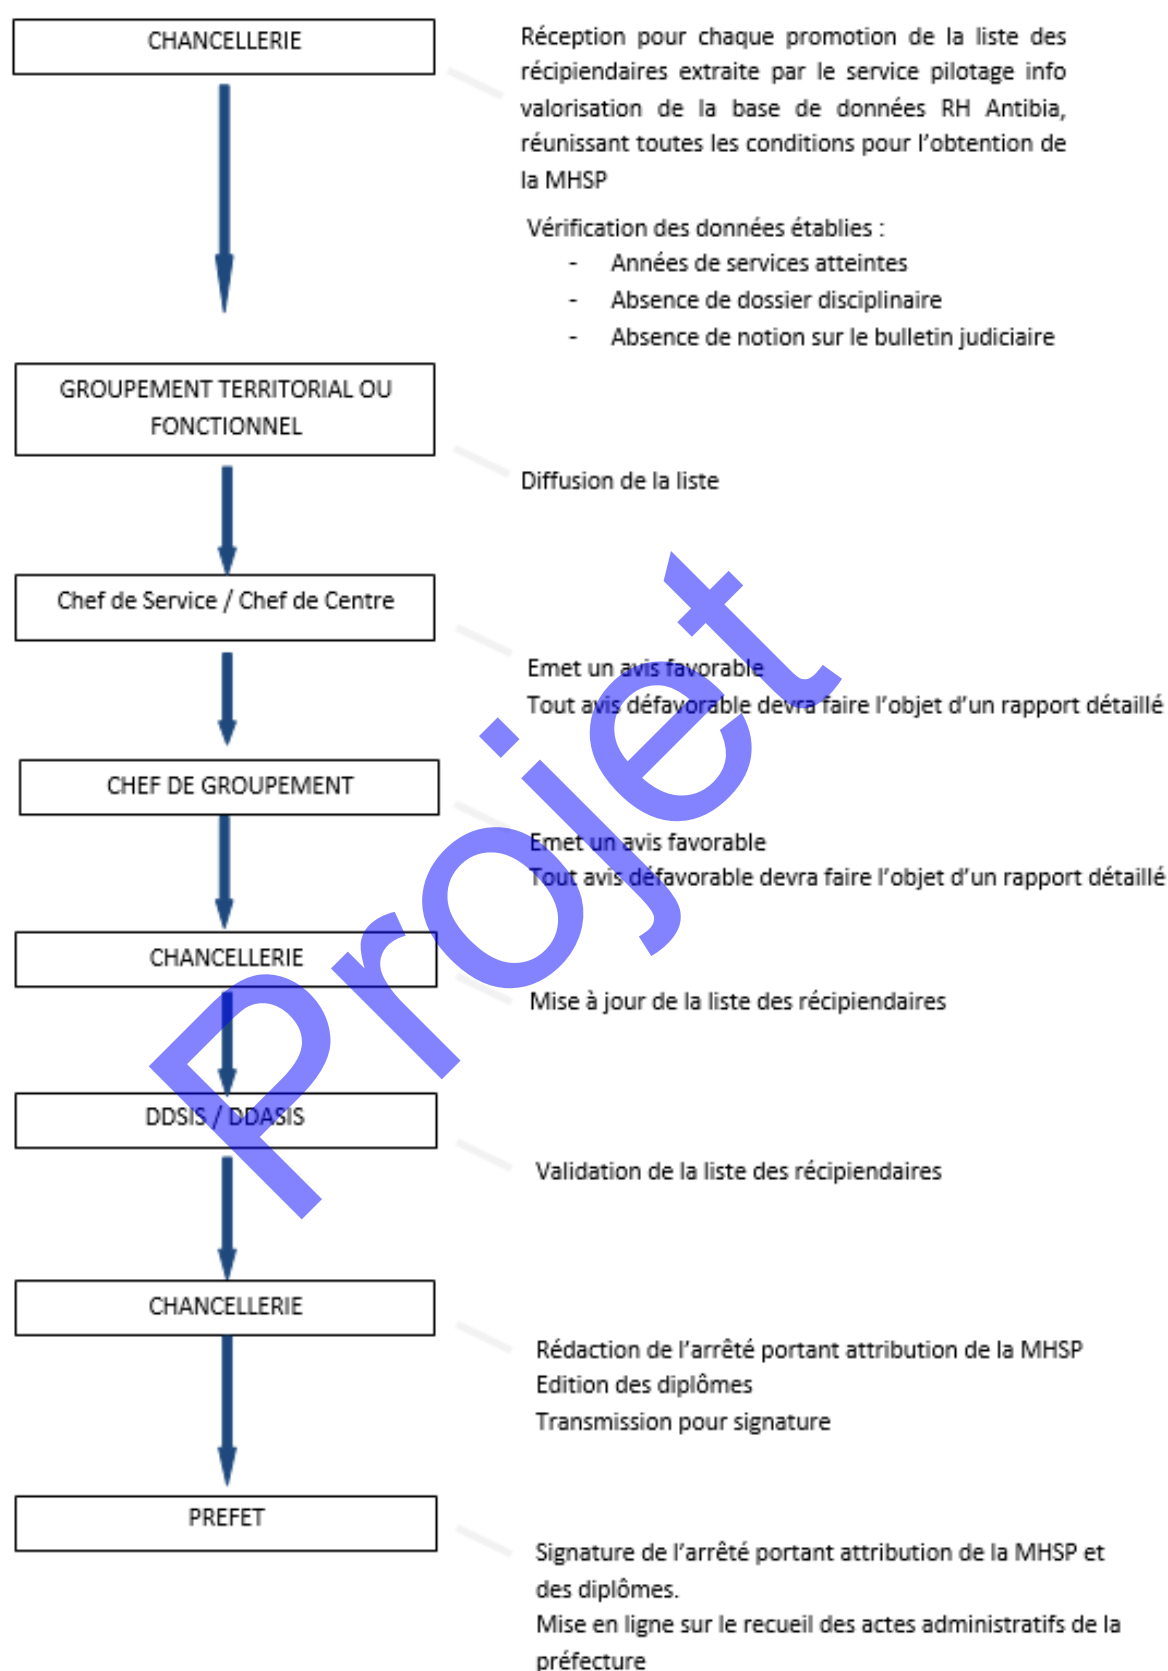 CHANCELLERIE
Réception pour chaque promotion de la liste des
récipiendaires extraite par le service pilotage info
valorisation de la base de données RH Antibia,
réunissant toutes les conditions pour l'obtention de
la MHSP
Vérification des données établies :
- Années de services atteintes
- Absence de dossier disciplinaire
- Absence de notion sur le bulletin judiciaire
GROUPEMENT TERRITORIAL OU
FONCTIONNEL
Diffusion de la liste
Chef de Service / Chef de Centre
Emet un avis favorable
Tout avis défavorable devra faire l'objet d'un rapport détaillé
CHEF DE GROUPEMENT
Emet un avis favorable
Tout avis défavorable devra faire l'objet d'un rapport détaillé
CHANCELLERIE
Mise à jour de la liste des récipiendaires
DDSIS / DDASIS
Validation de la liste des récipiendaires
CHANCELLERIE
Rédaction de l'arrêté portant attribution de la MHSP
Edition des diplômes
Transmission pour signature
PREFET
Signature de l'arrêté portant attribution de la MHSP et
des diplômes.
Mise en ligne sur le recueil des actes administratifs de la
préfecture
Projet